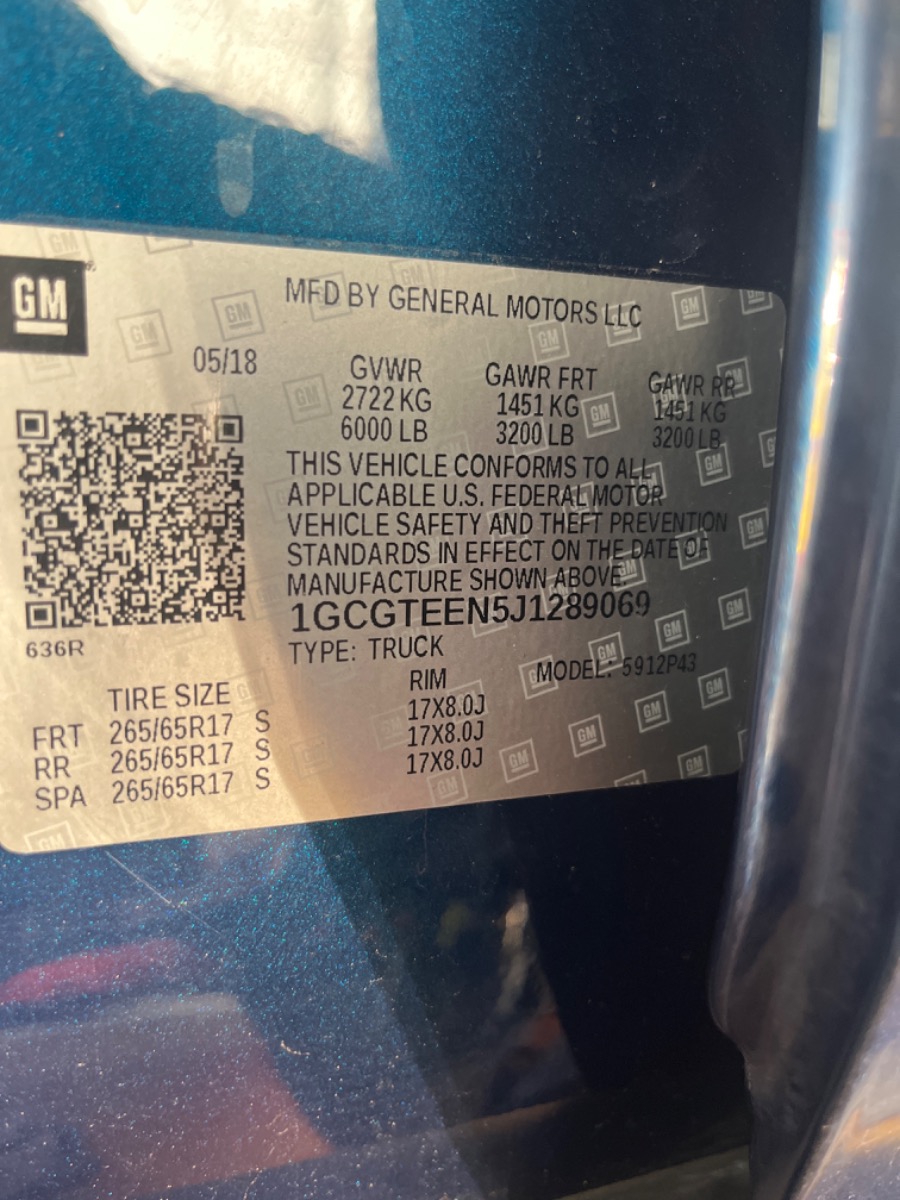 GM
MFD BY GENERAL MOTORS LLC
05/18
GVWR GAWR FRT GAWR RR
2722 KG 1451 KG 1451 KG
6000 LB 3200 LB 3200 LB
THIS VEHICLE CONFORMS TO ALL
APPLICABLE U.S. FEDERAL MOTOR
VEHICLE SAFETY AND THEFT PREVENTION
STANDARDS IN EFFECT ON THE DATE OF
MANUFACTURE SHOWN ABOVE.
1GCGTEEN5J1289069
636R
TYPE: TRUCK MODEL: 5912P43
TIRE SIZE RIM
FRT 265/65R17 S 17X8.0J
RR 265/65R17 S 17X8.0J
SPA 265/65R17 S 17X8.0J